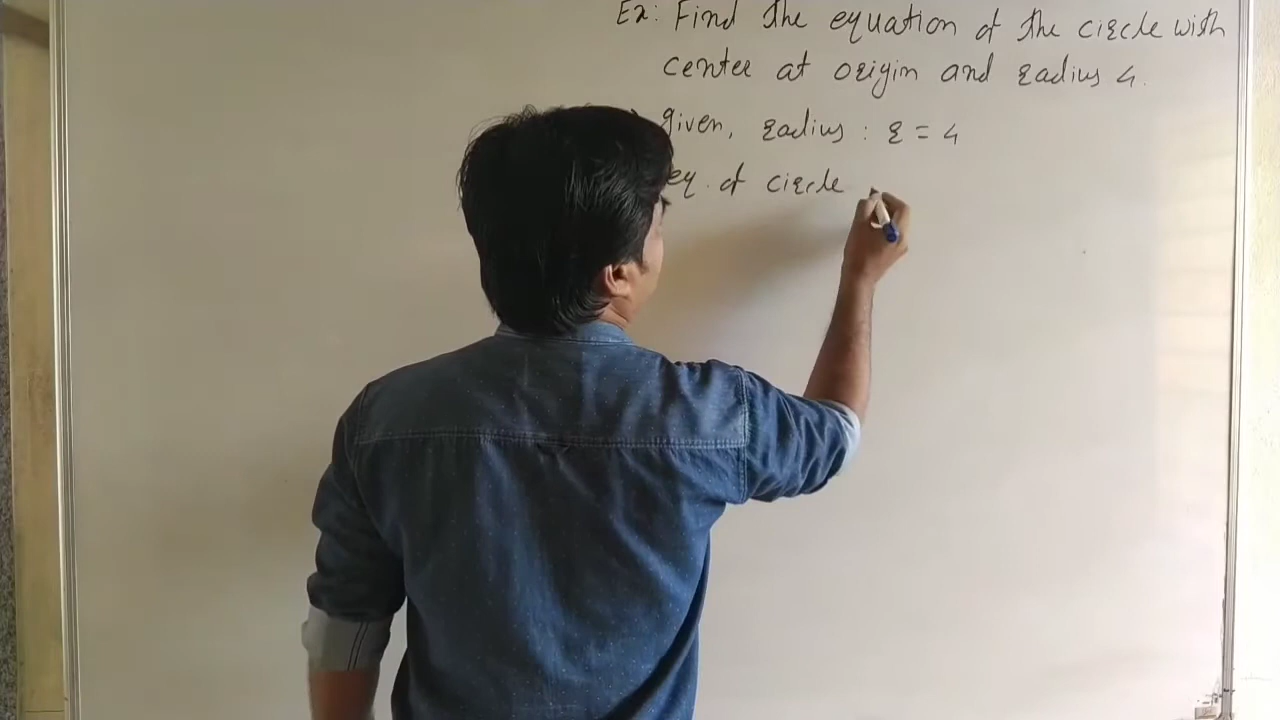 Ex: Find the equation of the circle with
center at origin and radius 4.
given, radius : r = 4
eq. of circle